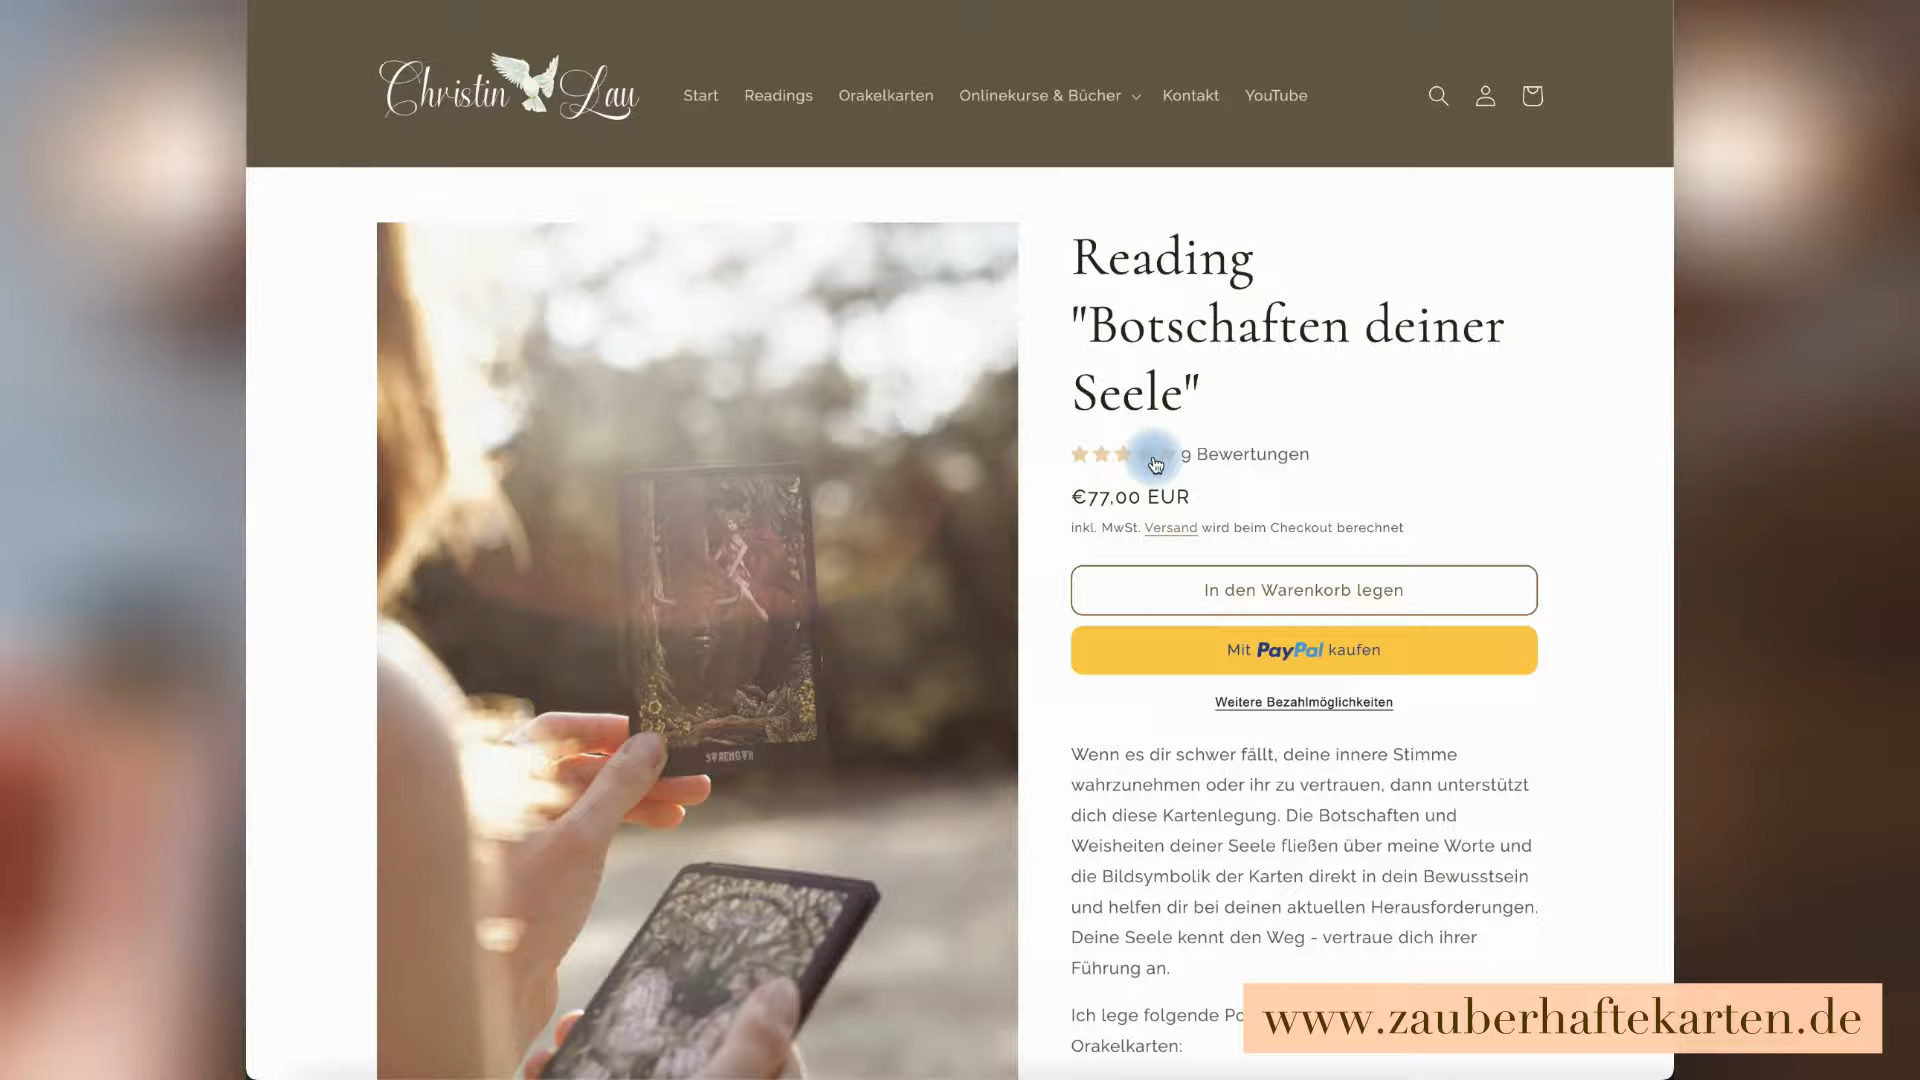 Christin Lau
Start Readings Orakelkarten Onlinekurse & Bücher Kontakt YouTube
Reading
"Botschaften deiner
Seele"
9 Bewertungen
€77,00 EUR
inkl. MwSt. Versand wird beim Checkout berechnet
In den Warenkorb legen
Mit PayPal kaufen
Weitere Bezahlmöglichkeiten
Wenn es dir schwer fällt, deine innere Stimme
wahrzunehmen oder ihr zu vertrauen, dann unterstützt
dich diese Kartenlegung. Die Botschaften und
Weisheiten deiner Seele fließen über meine Worte und
die Bildsymbolik der Karten direkt in dein Bewusstsein
und helfen dir bei deinen aktuellen Herausforderungen.
Deine Seele kennt den Weg - vertraue dich ihrer
Führung an.
Ich lege folgende
Orakelkarten:
STRENGTH
www.zauberhaftekarten.de